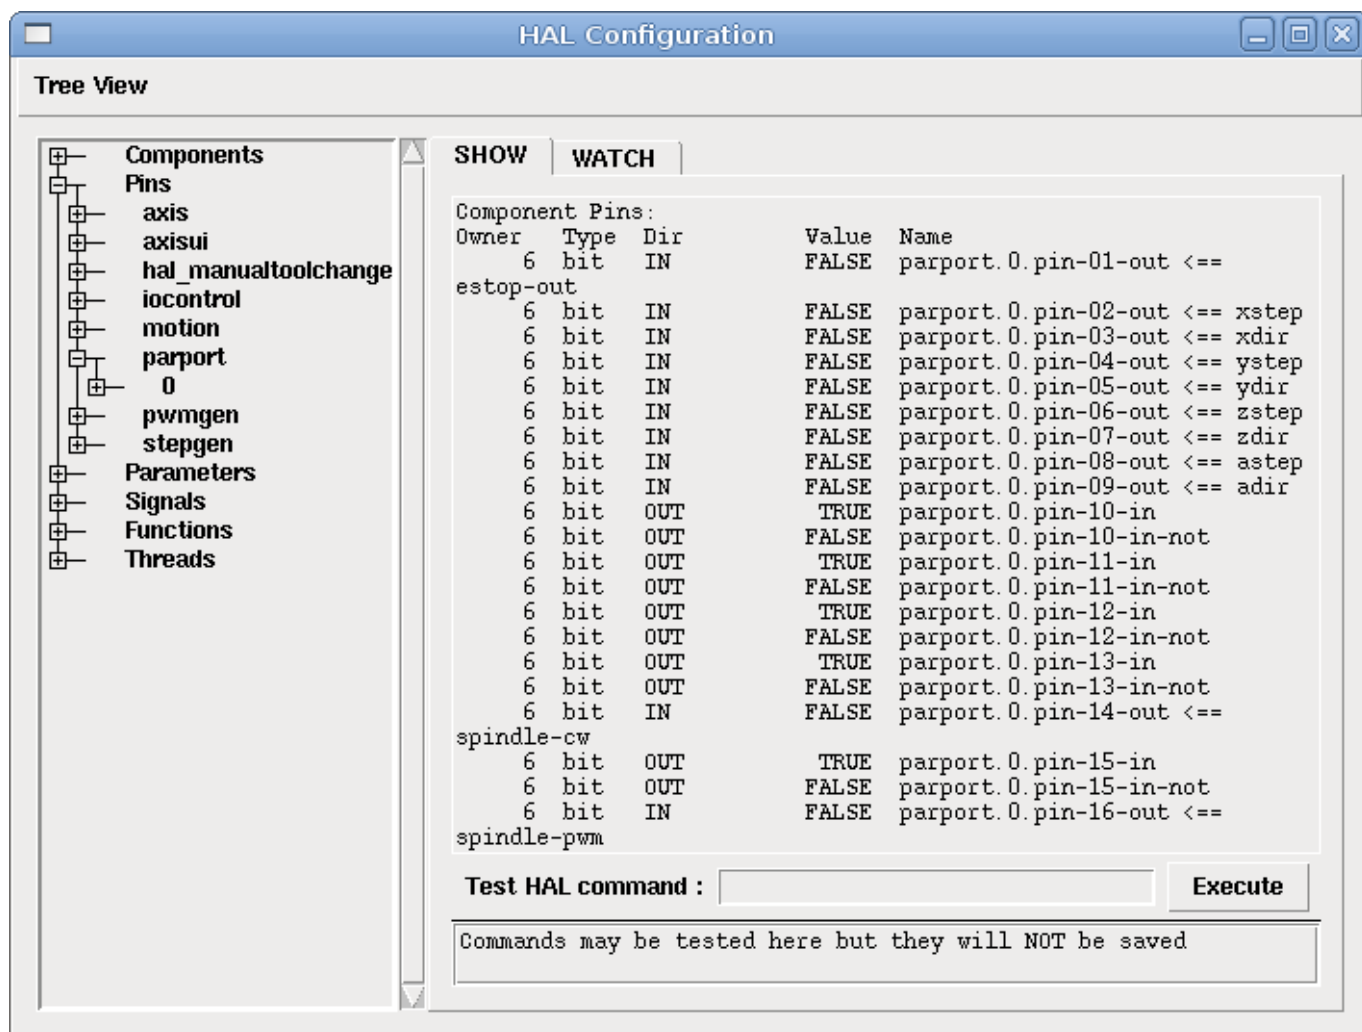 HAL Configuration
Tree View
Components
Pins
axis
axisui
hal_manualtoolchange
iocontrol
motion
parport
0
pwmgen
stepgen
Parameters
Signals
Functions
Threads
SHOW
WATCH
Component Pins:
Owner Type Dir Value Name
6 bit IN FALSE parport.0.pin-01-out <==
estop-out
6 bit IN FALSE parport.0.pin-02-out <== xstep
6 bit IN FALSE parport.0.pin-03-out <== xdir
6 bit IN FALSE parport.0.pin-04-out <== ystep
6 bit IN FALSE parport.0.pin-05-out <== ydir
6 bit IN FALSE parport.0.pin-06-out <== zstep
6 bit IN FALSE parport.0.pin-07-out <== zdir
6 bit IN FALSE parport.0.pin-08-out <== astep
6 bit IN FALSE parport.0.pin-09-out <== adir
6 bit OUT TRUE parport.0.pin-10-in
6 bit OUT FALSE parport.0.pin-10-in-not
6 bit OUT TRUE parport.0.pin-11-in
6 bit OUT FALSE parport.0.pin-11-in-not
6 bit OUT TRUE parport.0.pin-12-in
6 bit OUT FALSE parport.0.pin-12-in-not
6 bit OUT TRUE parport.0.pin-13-in
6 bit OUT FALSE parport.0.pin-13-in-not
6 bit IN FALSE parport.0.pin-14-out <==
spindle-cw
6 bit OUT TRUE parport.0.pin-15-in
6 bit OUT FALSE parport.0.pin-15-in-not
6 bit IN FALSE parport.0.pin-16-out <==
spindle-pwm
Test HAL command :
Execute
Commands may be tested here but they will NOT be saved